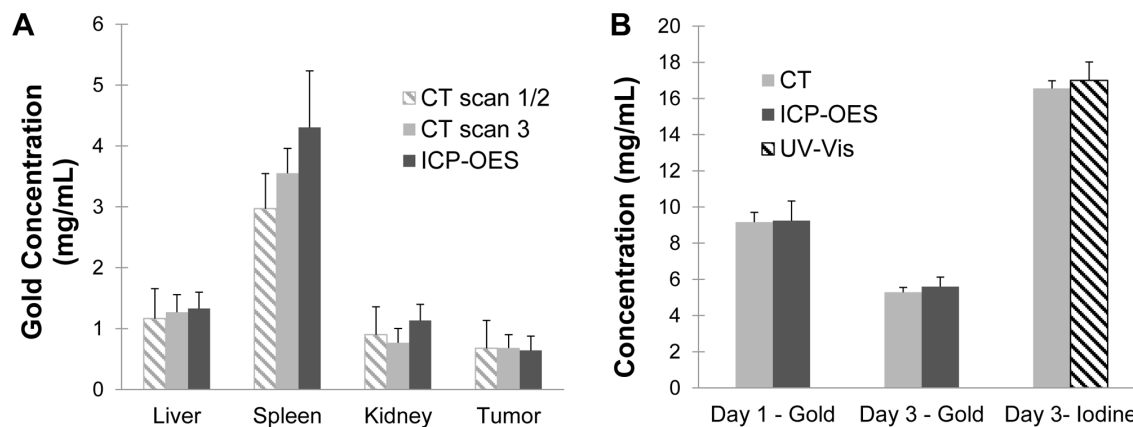 A
Gold Concentration
(mg/mL)
6
5
4
3
2
1
0
CT scan 1/2
CT scan 3
ICP-OES
Liver Spleen Kidney Tumor
B
Concentration (mg/mL)
20
18
16
14
12
10
8
6
4
2
0
CT
ICP-OES
UV-Vis
Day 1 - Gold Day 3 - Gold Day 3- Iodine